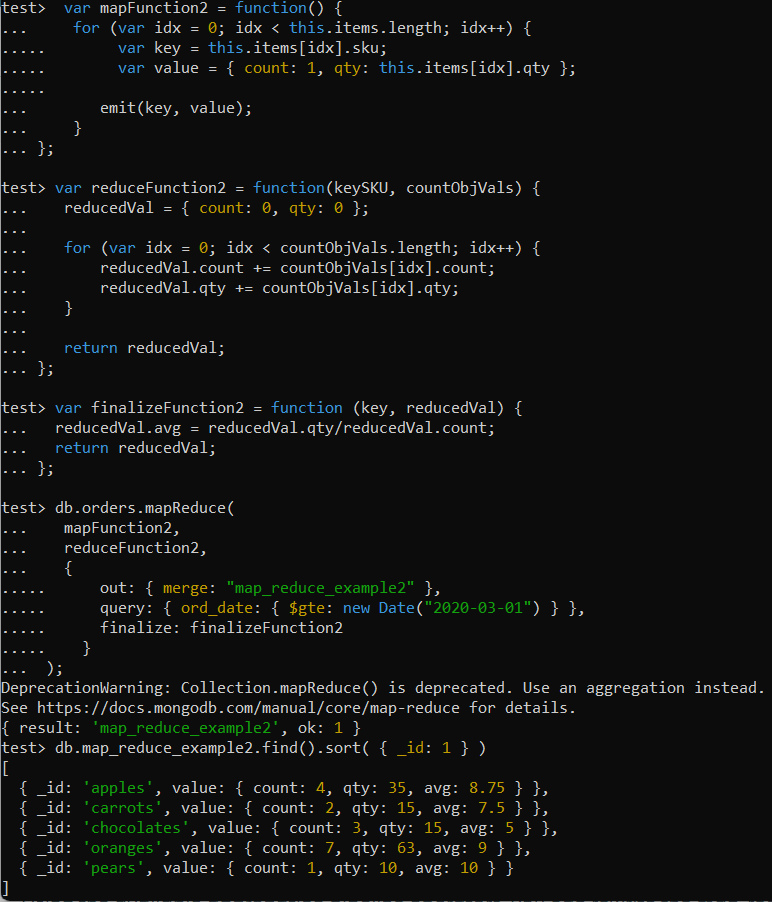 test>  var mapFunction2 = function() {
...     for (var idx = 0; idx < this.items.length; idx++) {
.....        var key = this.items[idx].sku;
.....        var value = { count: 1, qty: this.items[idx].qty };
.....
...        emit(key, value);
...     }
... };
test> var reduceFunction2 = function(keySKU, countObjVals) {
...    reducedVal = { count: 0, qty: 0 };
...
...    for (var idx = 0; idx < countObjVals.length; idx++) {
...        reducedVal.count += countObjVals[idx].count;
...        reducedVal.qty += countObjVals[idx].qty;
...    }
...
...    return reducedVal;
... };
test> var finalizeFunction2 = function (key, reducedVal) {
...   reducedVal.avg = reducedVal.qty/reducedVal.count;
...   return reducedVal;
... };
test> db.orders.mapReduce(
...    mapFunction2,
...    reduceFunction2,
...    {
.....      out: { merge: "map_reduce_example2" },
.....      query: { ord_date: { $gte: new Date("2020-03-01") } },
.....      finalize: finalizeFunction2
.....    }
...  );
DeprecationWarning: Collection.mapReduce() is deprecated. Use an aggregation instead.
See https://docs.mongodb.com/manual/core/map-reduce for details.
{ result: 'map_reduce_example2', ok: 1 }
test> db.map_reduce_example2.find().sort( { _id: 1 } )
[
  { _id: 'apples', value: { count: 4, qty: 35, avg: 8.75 } },
  { _id: 'carrots', value: { count: 2, qty: 15, avg: 7.5 } },
  { _id: 'chocolates', value: { count: 3, qty: 15, avg: 5 } },
  { _id: 'oranges', value: { count: 7, qty: 63, avg: 9 } },
  { _id: 'pears', value: { count: 1, qty: 10, avg: 10 } }
]